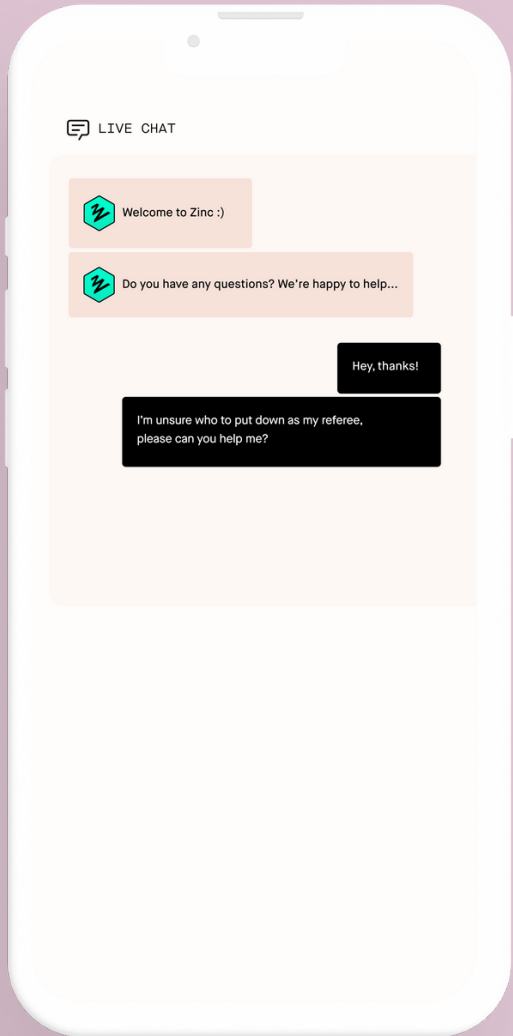 LIVE CHAT
Welcome to Zinc :)
Do you have any questions? We're happy to help...
Hey, thanks!
I'm unsure who to put down as my referee,
please can you help me?